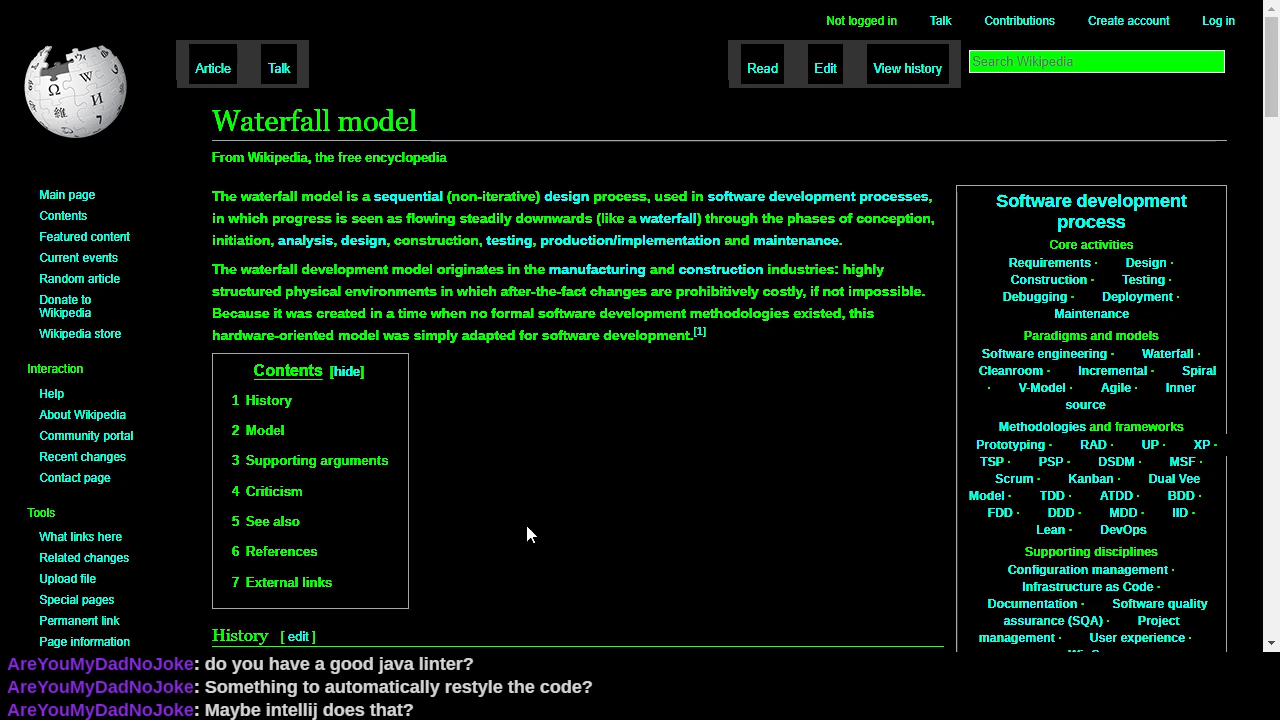 Not logged in Talk Contributions Create account Log in
Article Talk Read Edit View history Search Wikipedia
Waterfall model
From Wikipedia, the free encyclopedia
Main page
Contents
Featured content
Current events
Random article
Donate to
Wikipedia
Wikipedia store
Interaction
Help
About Wikipedia
Community portal
Recent changes
Contact page
Tools
What links here
Related changes
Upload file
Special pages
Permanent link
Page information
The waterfall model is a sequential (non-iterative) design process, used in software development processes,
in which progress is seen as flowing steadily downwards (like a waterfall) through the phases of conception,
initiation, analysis, design, construction, testing, production/implementation and maintenance.
The waterfall development model originates in the manufacturing and construction industries: highly
structured physical environments in which after-the-fact changes are prohibitively costly, if not impossible.
Because it was created in a time when no formal software development methodologies existed, this
hardware-oriented model was simply adapted for software development.[1]
Contents [hide]
1 History
2 Model
3 Supporting arguments
4 Criticism
5 See also
6 References
7 External links
History [ edit ]
Software development
process
Core activities
Requirements · Design ·
Construction · Testing ·
Debugging · Deployment ·
Maintenance
Paradigms and models
Software engineering · Waterfall ·
Cleanroom · Incremental · Spiral
· V-Model · Agile · Inner
source
Methodologies and frameworks
Prototyping · RAD · UP · XP ·
TSP · PSP · DSDM · MSF ·
Scrum · Kanban · Dual Vee
Model · TDD · ATDD · BDD ·
FDD · DDD · MDD · IID ·
Lean · DevOps
Supporting disciplines
Configuration management ·
Infrastructure as Code ·
Documentation · Software quality
assurance (SQA) · Project
management · User experience ·
AreYouMyDadNoJoke: do you have a good java linter?
AreYouMyDadNoJoke: Something to automatically restyle the code?
AreYouMyDadNoJoke: Maybe intellij does that?